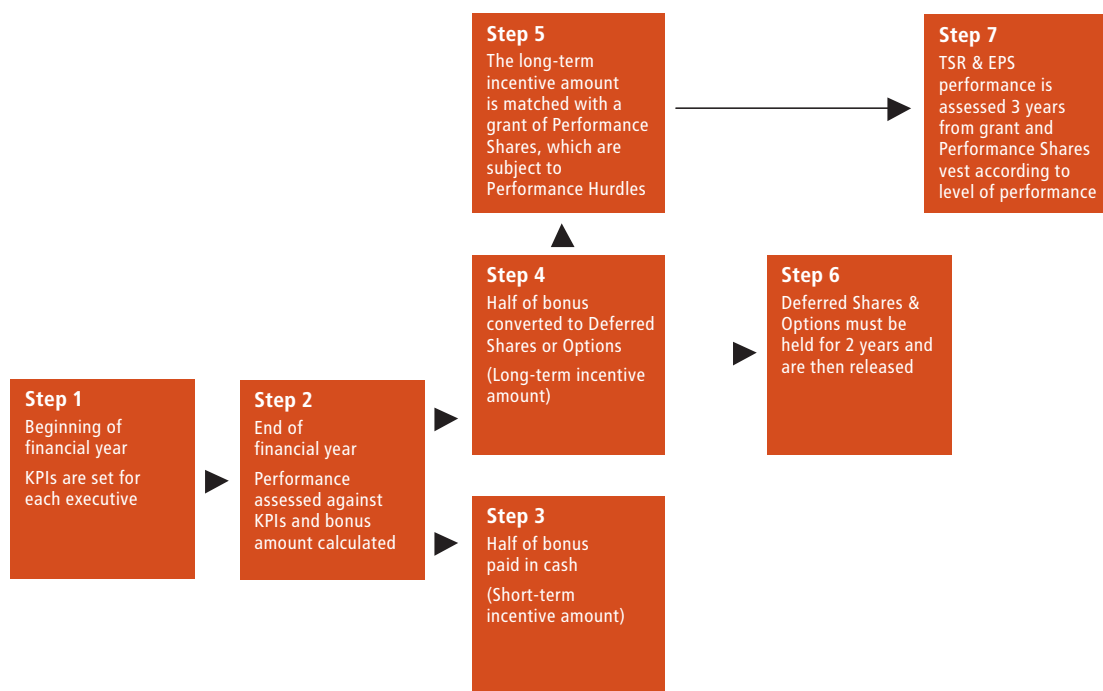 Step 1
Beginning of
financial year
KPIs are set for
each executive
Step 2
End of
financial year
Performance
assessed against
KPIs and bonus
amount calculated
Step 3
Half of bonus
paid in cash
(Short-term
incentive amount)
Step 4
Half of bonus
converted to Deferred
Shares or Options
(Long-term incentive
amount)
Step 5
The long-term
incentive amount
is matched with a
grant of Performance
Shares, which are
subject to
Performance Hurdles
Step 6
Deferred Shares &
Options must be
held for 2 years and
are then released
Step 7
TSR & EPS
performance is
assessed 3 years
from grant and
Performance Shares
vest according to
level of performance